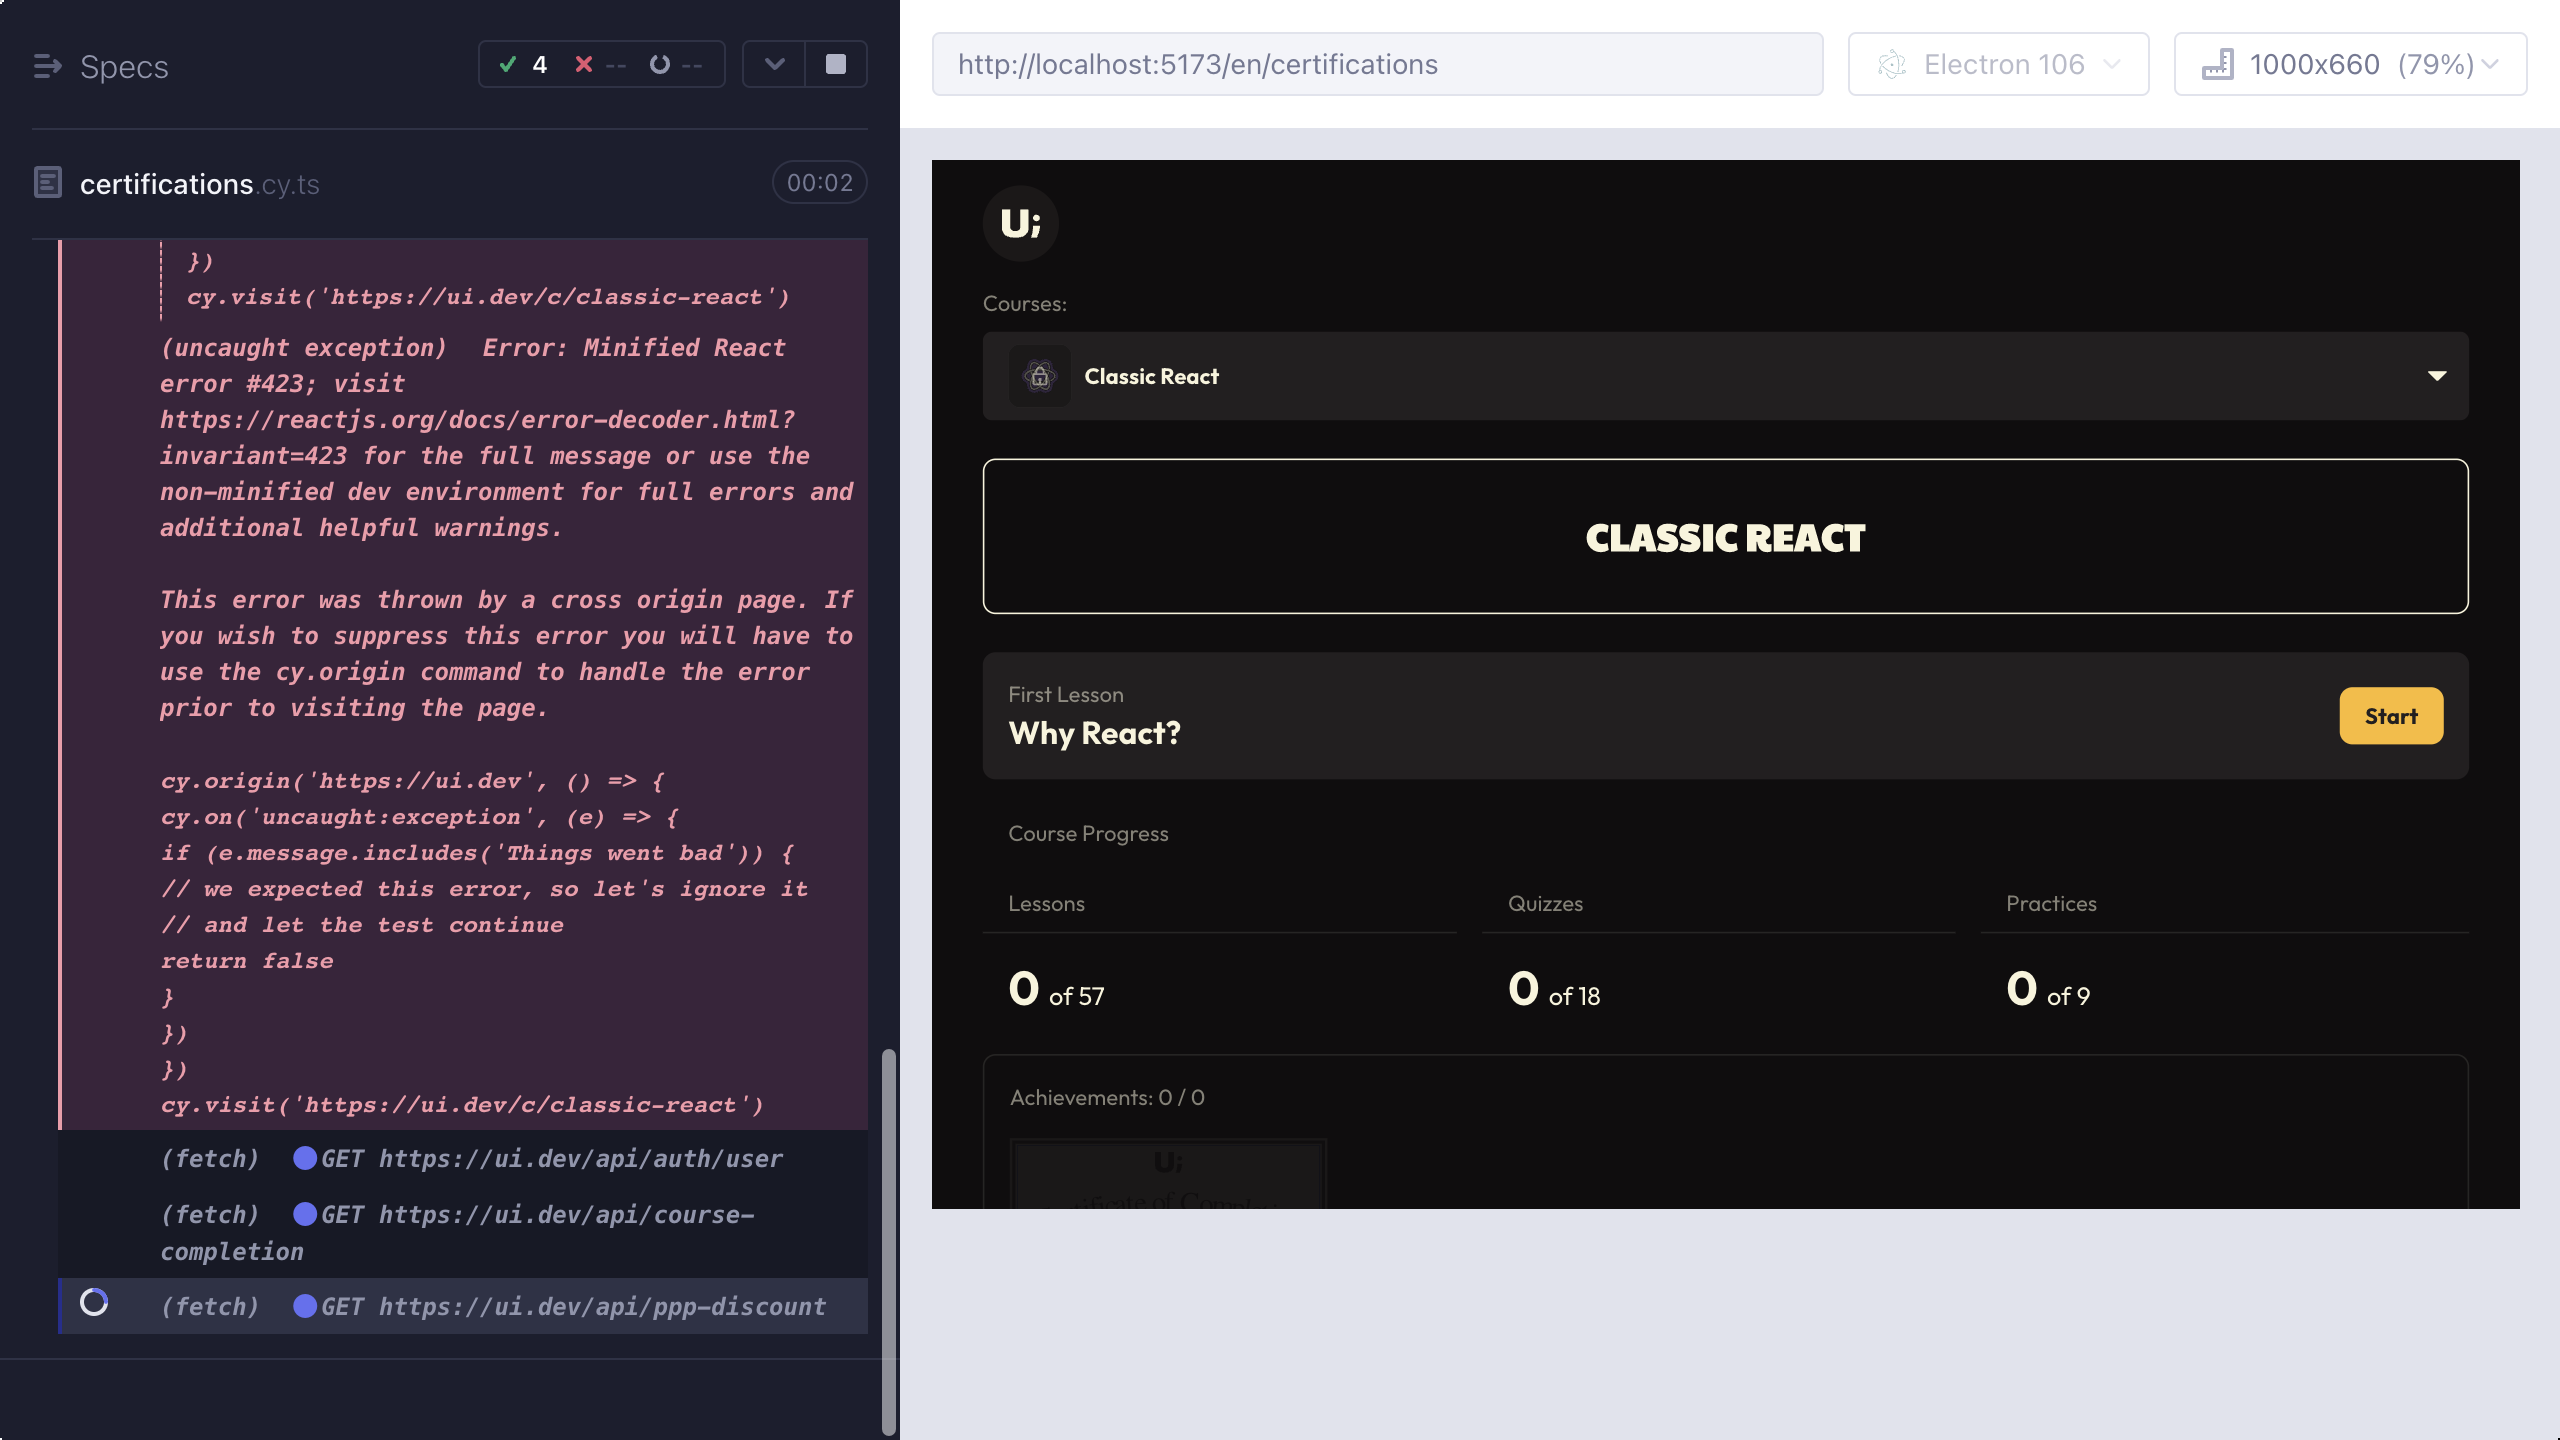 Specs
4
--
--
certifications.cy.ts
00:02
})
cy.visit('https://ui.dev/c/classic-react')
(uncaught exception) Error: Minified React
error #423; visit
https://reactjs.org/docs/error-decoder.html?
invariant=423 for the full message or use the
non-minified dev environment for full errors and
additional helpful warnings.
This error was thrown by a cross origin page. If
you wish to suppress this error you will have to
use the cy.origin command to handle the error
prior to visiting the page.
cy.origin('https://ui.dev', () => {
cy.on('uncaught:exception', (e) => {
if (e.message.includes('Things went bad')) {
// we expected this error, so let's ignore it
// and let the test continue
return false
}
})
})
cy.visit('https://ui.dev/c/classic-react')
(fetch) GET https://ui.dev/api/auth/user
(fetch) GET https://ui.dev/api/course-
completion
(fetch) GET https://ui.dev/api/ppp-discount
http://localhost:5173/en/certifications
Electron 106
1000x660 (79%)
U;
Courses:
Classic React
CLASSIC REACT
First Lesson
Why React?
Start
Course Progress
Lessons
Quizzes
Practices
0 of 57
0 of 18
0 of 9
Achievements: 0 / 0
U;
of